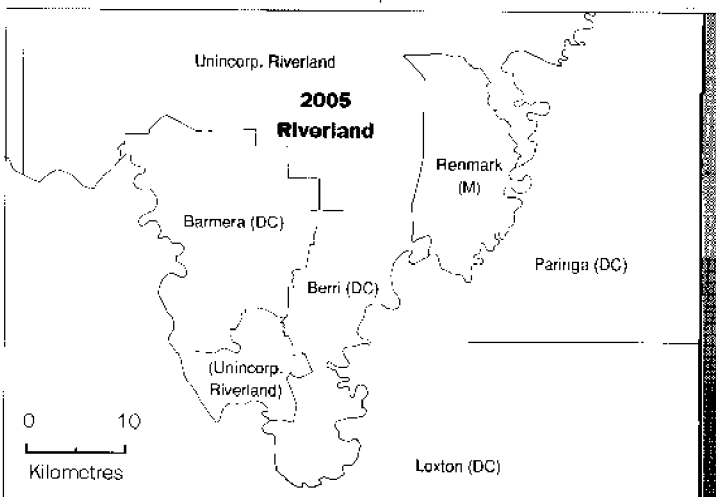 Unincorp. Riverland
2005
Riverland
Renmark
(M)
Barmera (DC)
Paringa (DC)
Berri (DC)
(Unincorp.
Riverland)
0 10
Kilometres
Loxton (DC)